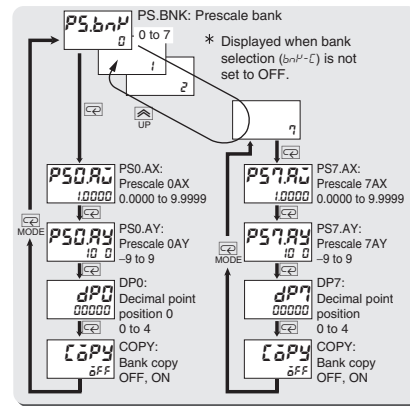 PS.BNK: Prescale bank
PS.bnK
0
0 to 7
1
2
* Displayed when bank
selection (bnK-C) is not
set to OFF.
UP
7
PS0.AX
1.0000
PS0.AX:
Prescale 0AX
0.0000 to 9.9999
PS7.AX
1.0000
PS7.AX:
Prescale 7AX
0.0000 to 9.9999
MODE
PS0.AY
10 0
PS0.AY:
Prescale 0AY
–9 to 9
MODE
PS7.AY
10 0
PS7.AY:
Prescale 7AY
–9 to 9
dP0
00000
DP0:
Decimal point
position 0
0 to 4
dP7
00000
DP7:
Decimal point
position
0 to 4
CoPY
oFF
COPY:
Bank copy
OFF, ON
CoPY
oFF
COPY:
Bank copy
OFF, ON